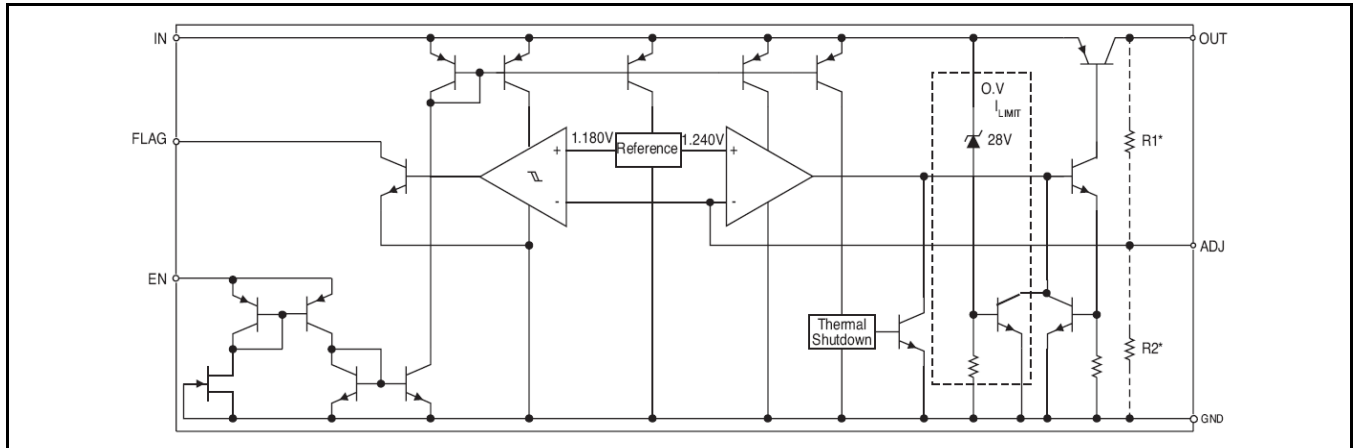 IN
OUT
O.V
I_LIMIT
FLAG
28V
R1*
1.180V
Reference
1.240V
+
+
-
-
ADJ
EN
Thermal
Shutdown
R2*
GND